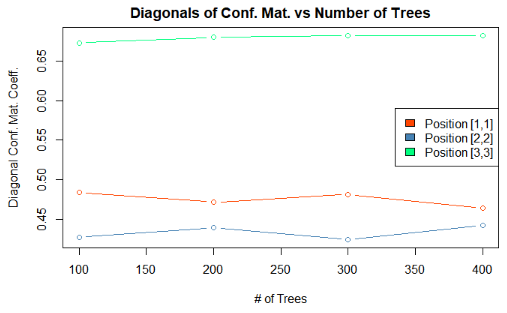 Diagonals of Conf. Mat. vs Number of Trees
Diagonal Conf. Mat. Coeff.
0.65
0.60
0.55
0.50
0.45
Position [1,1]
Position [2,2]
Position [3,3]
100 150 200 250 300 350 400
# of Trees